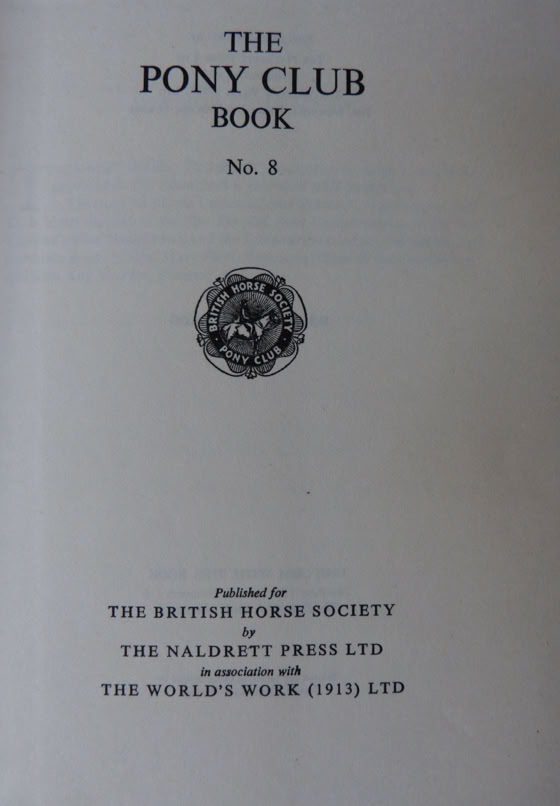 THE
PONY CLUB
BOOK
No. 8
BRITISH HORSE SOCIETY
· PONY CLUB ·
Published for
THE BRITISH HORSE SOCIETY
by
THE NALDRETT PRESS LTD
in association with
THE WORLD'S WORK (1913) LTD